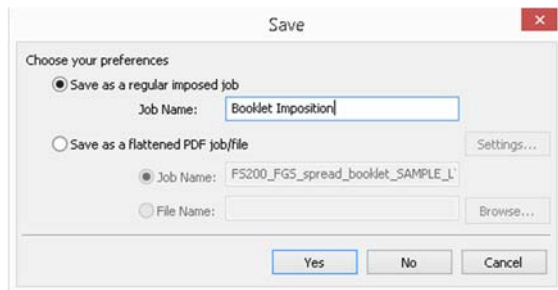 Save
Choose your preferences
Save as a regular imposed job
Job Name: Booklet Imposition
Save as a flattened PDF job/file Settings...
Job Name: FS200_FGS_spread_booklet_SAMPLE_L
File Name: Browse...
Yes No Cancel